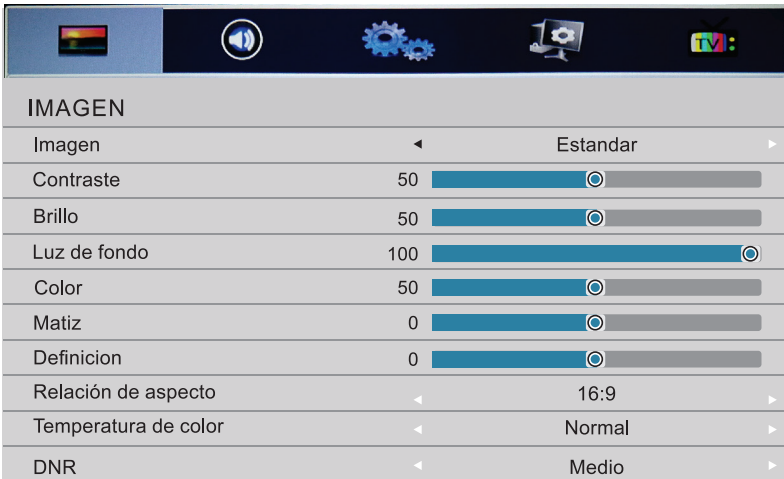 TV
IMAGEN
Imagen Estandar
Contraste 50
Brillo 50
Luz de fondo 100
Color 50
Matiz 0
Definicion 0
Relación de aspecto 16:9
Temperatura de color Normal
DNR Medio